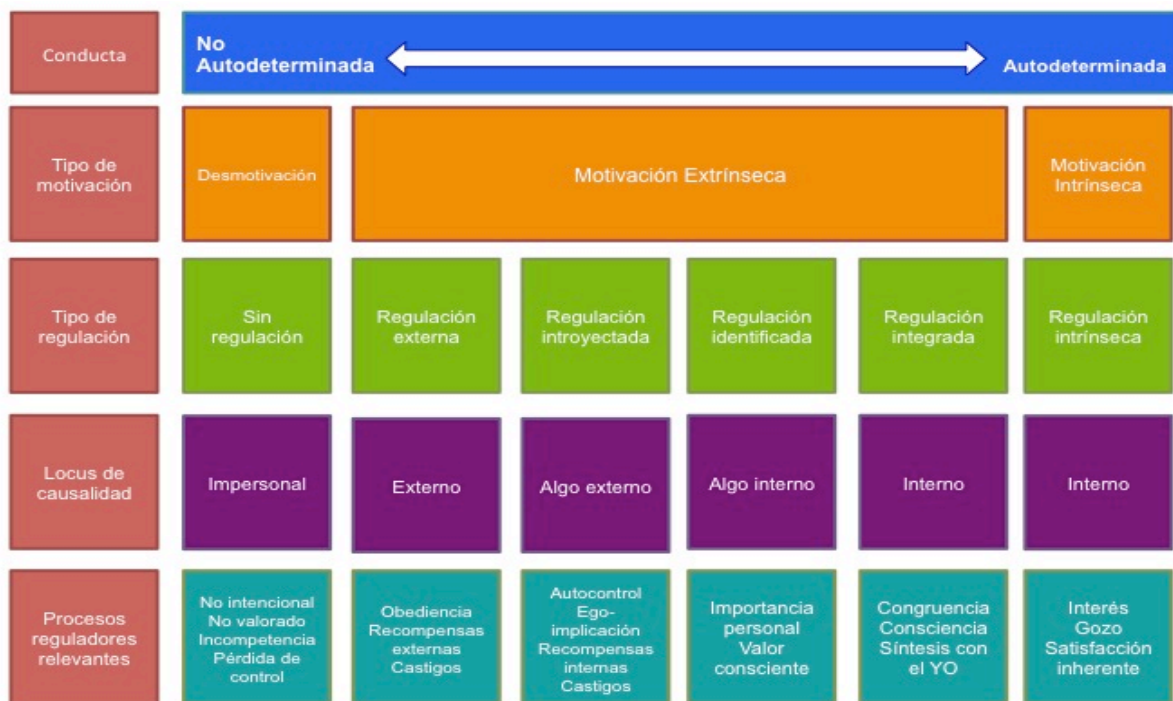 Conducta
No
Autodeterminada
Autodeterminada
Tipo de
motivación
Desmotivación
Motivación Extrínseca
Motivación
Intrínseca
Tipo de
regulación
Sin
regulación
Regulación
externa
Regulación
introyectada
Regulación
identificada
Regulación
integrada
Regulación
intrínseca
Locus de
causalidad
Impersonal
Externo
Algo externo
Algo interno
Interno
Interno
Procesos
reguladores
relevantes
No intencional
No valorado
Incompetencia
Pérdida de
control
Obediencia
Recompensas
externas
Castigos
Autocontrol
Ego-
implicación
Recompensas
internas
Castigos
Importancia
personal
Valor
consciente
Congruencia
Consciencia
Síntesis con
el YO
Interés
Gozo
Satisfacción
inherente